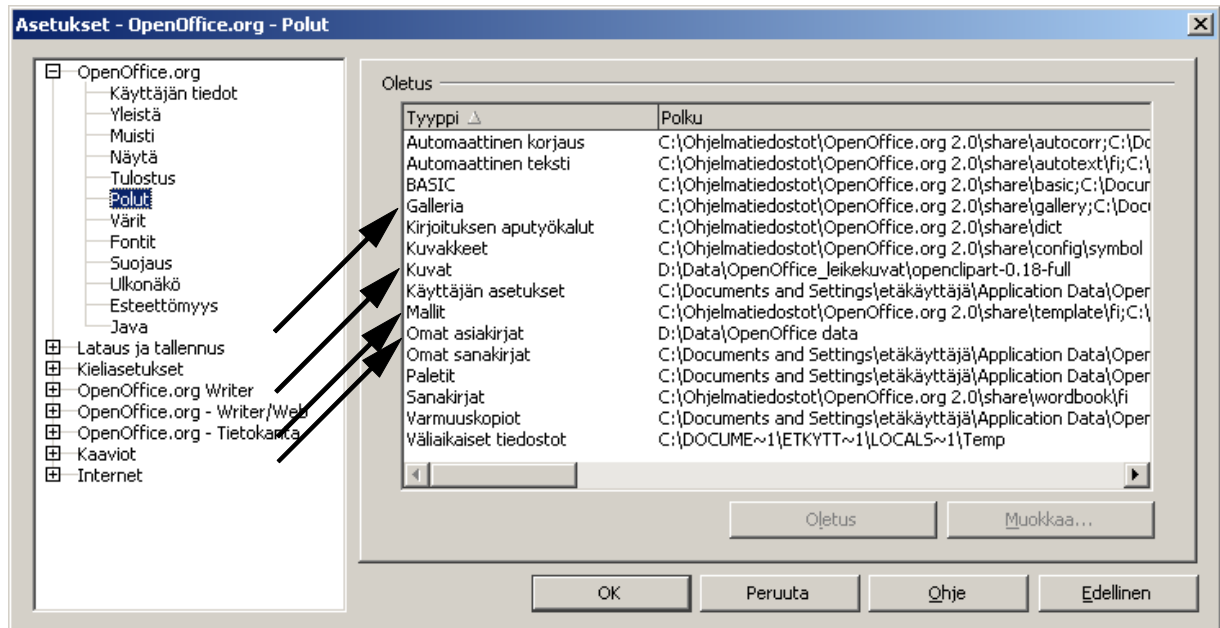 Asetukset - OpenOffice.org - Polut
OpenOffice.org
Käyttäjän tiedot
Yleistä
Muisti
Näytä
Tulostus
Polut
Värit
Fontit
Suojaus
Ulkonäkö
Esteettömyys
Java
Lataus ja tallennus
Kieliasetukset
OpenOffice.org Writer
OpenOffice.org - Writer/Web
OpenOffice.org - Tietokanta
Kaaviot
Internet
Oletus
Tyyppi Polku
Automaattinen korjaus C:\Ohjelmatiedostot\OpenOffice.org 2.0\share\autocorr;C:\Do
Automaattinen teksti C:\Ohjelmatiedostot\OpenOffice.org 2.0\share\autotext\fi;C:\
BASIC C:\Ohjelmatiedostot\OpenOffice.org 2.0\share\basic;C:\Docum
Galleria C:\Ohjelmatiedostot\OpenOffice.org 2.0\share\gallery;C:\Docu
Kirjoituksen aputyökalut C:\Ohjelmatiedostot\OpenOffice.org 2.0\share\dict
Kuvakkeet C:\Ohjelmatiedostot\OpenOffice.org 2.0\share\config\symbol
Kuvat D:\Data\OpenOffice_leikekuvat\openclipart-0.18-full
Käyttäjän asetukset C:\Documents and Settings\etäkäyttäjä\Application Data\Oper
Mallit C:\Ohjelmatiedostot\OpenOffice.org 2.0\share\template\fi;C:\
Omat asiakirjat D:\Data\OpenOffice data
Omat sanakirjat C:\Documents and Settings\etäkäyttäjä\Application Data\Oper
Paletit C:\Documents and Settings\etäkäyttäjä\Application Data\Oper
Sanakirjat C:\Ohjelmatiedostot\OpenOffice.org 2.0\share\wordbook\fi
Varmuuskopiot C:\Documents and Settings\etäkäyttäjä\Application Data\Oper
Väliaikaiset tiedostot C:\DOCUME~1\ETKYTT~1\LOCALS~1\Temp
Oletus Muokkaa...
OK Peruuta Ohje Edellinen